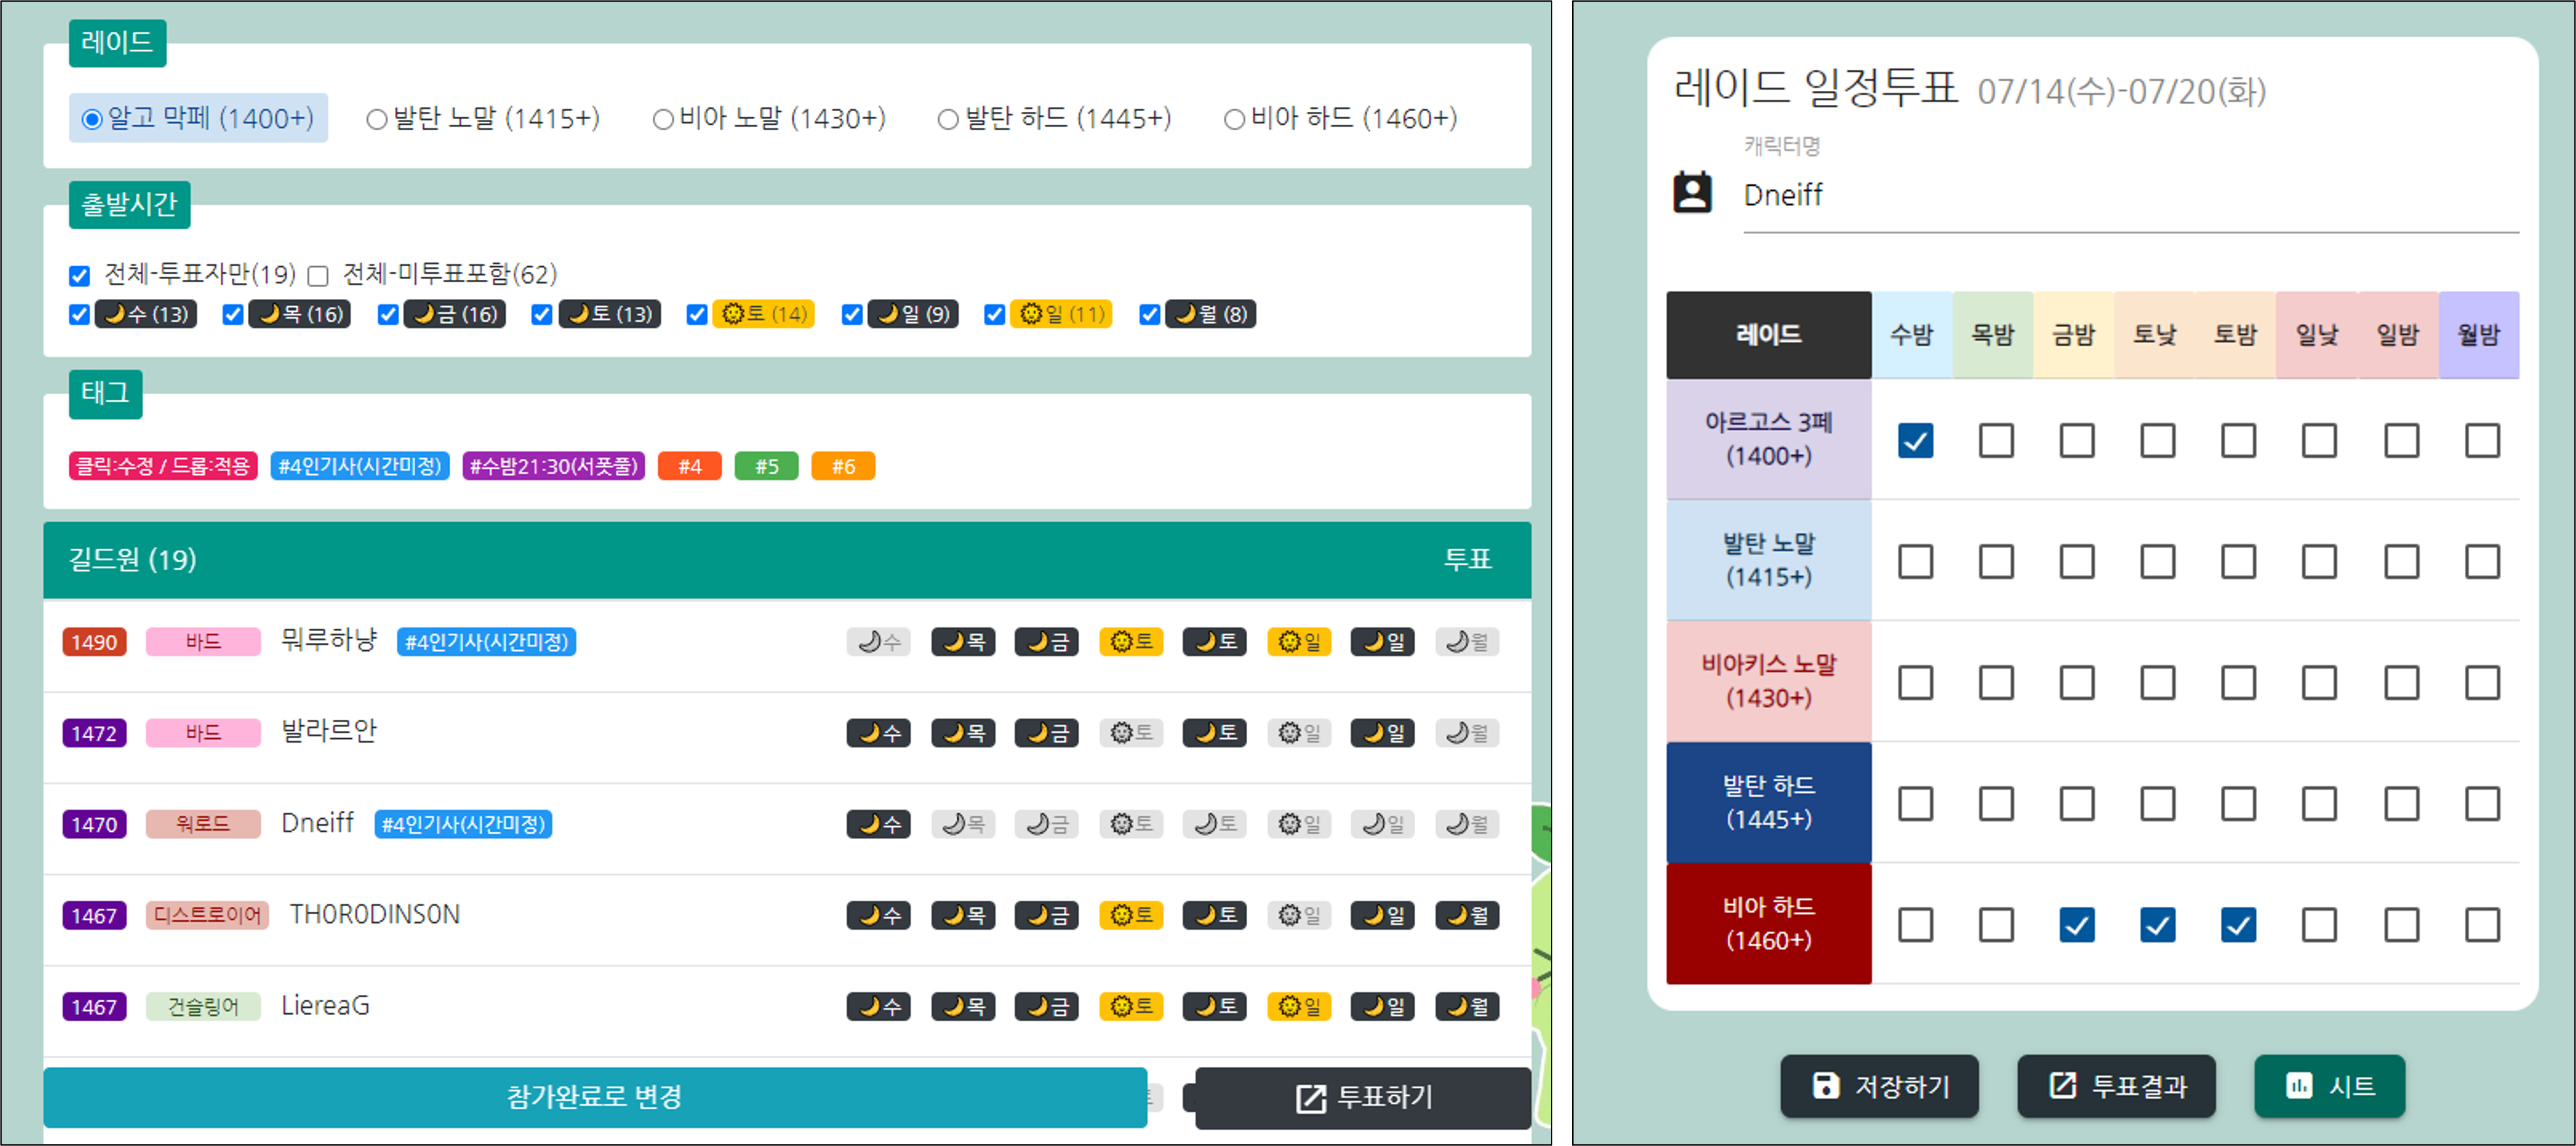 레이드
알고 막페 (1400+) 발탄 노말 (1415+) 비아 노말 (1430+) 발탄 하드 (1445+) 비아 하드 (1460+)
출발시간
전체-투표자만(19) 전체-미투표포함(62)
🌙수 (13) 🌙목 (16) 🌙금 (16) 🌙토 (13) 🌞토 (14) 🌙일 (9) 🌞일 (11) 🌙월 (8)
태그
클릭:수정 / 드롭:적용 #4인기사(시간미정) #수밤21:30(서폿풀) #4 #5 #6
길드원 (19) 투표
1490 바드 뭐루하냥 #4인기사(시간미정) 🌙수 🌙목 🌙금 🌞토 🌙토 🌞일 🌙일 🌙월
1472 바드 발라르안 🌙수 🌙목 🌙금 🌞토 🌙토 🌞일 🌙일 🌙월
1470 워로드 Dneiff #4인기사(시간미정) 🌙수 🌙목 🌙금 🌞토 🌙토 🌞일 🌙일 🌙월
1467 디스트로이어 TH0R0DINS0N 🌙수 🌙목 🌙금 🌞토 🌙토 🌞일 🌙일 🌙월
1467 건슬링어 LiereaG 🌙수 🌙목 🌙금 🌞토 🌙토 🌞일 🌙일 🌙월
참가완료로 변경 투표하기
레이드 일정투표 07/14(수)-07/20(화)
캐릭터명
Dneiff
레이드 수밤 목밤 금밤 토낮 토밤 일낮 일밤 월밤
아르고스 3페
(1400+)
발탄 노말
(1415+)
비아키스 노말
(1430+)
발탄 하드
(1445+)
비아 하드
(1460+)
저장하기 투표결과 시트